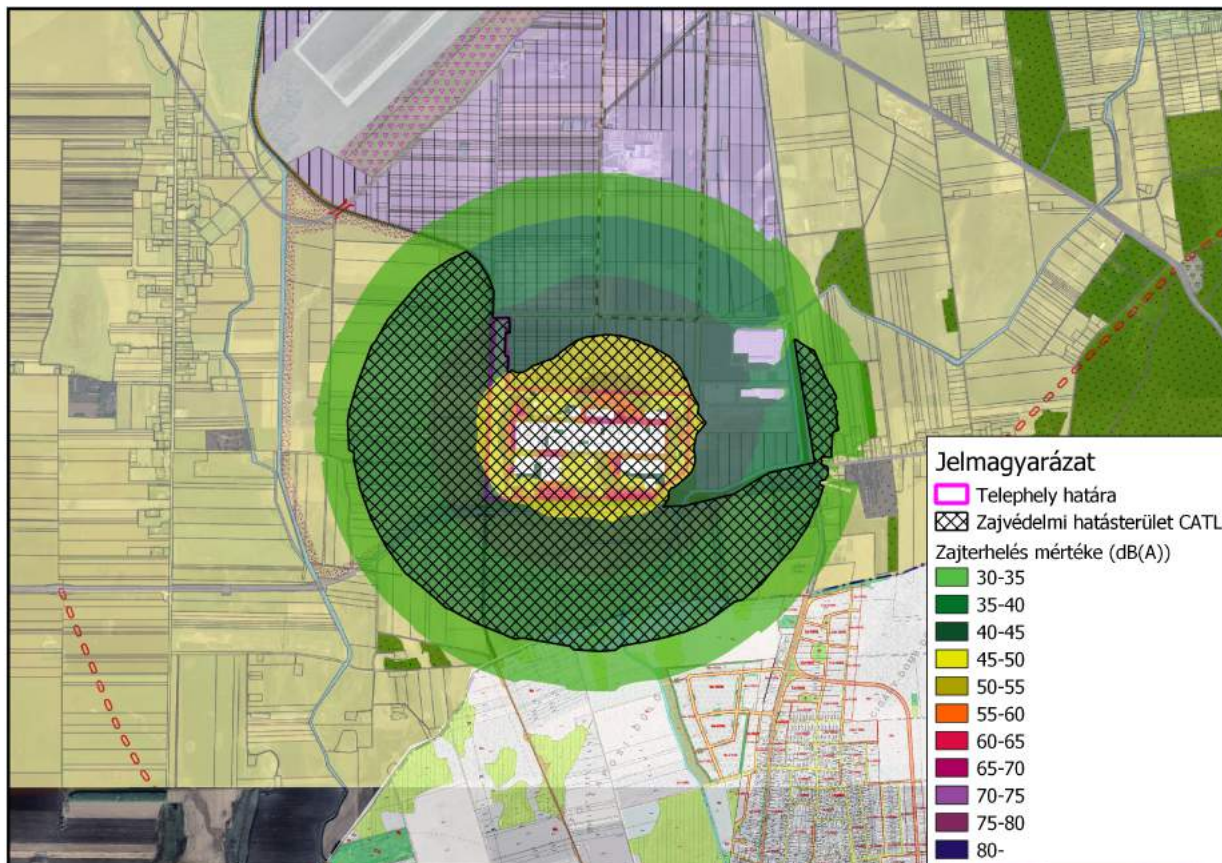 Jelmagyarázat
Telephely határa
Zajvédelmi hatásterület CATL
Zajterhelés mértéke (dB(A))
30-35
35-40
40-45
45-50
50-55
55-60
60-65
65-70
70-75
75-80
80-